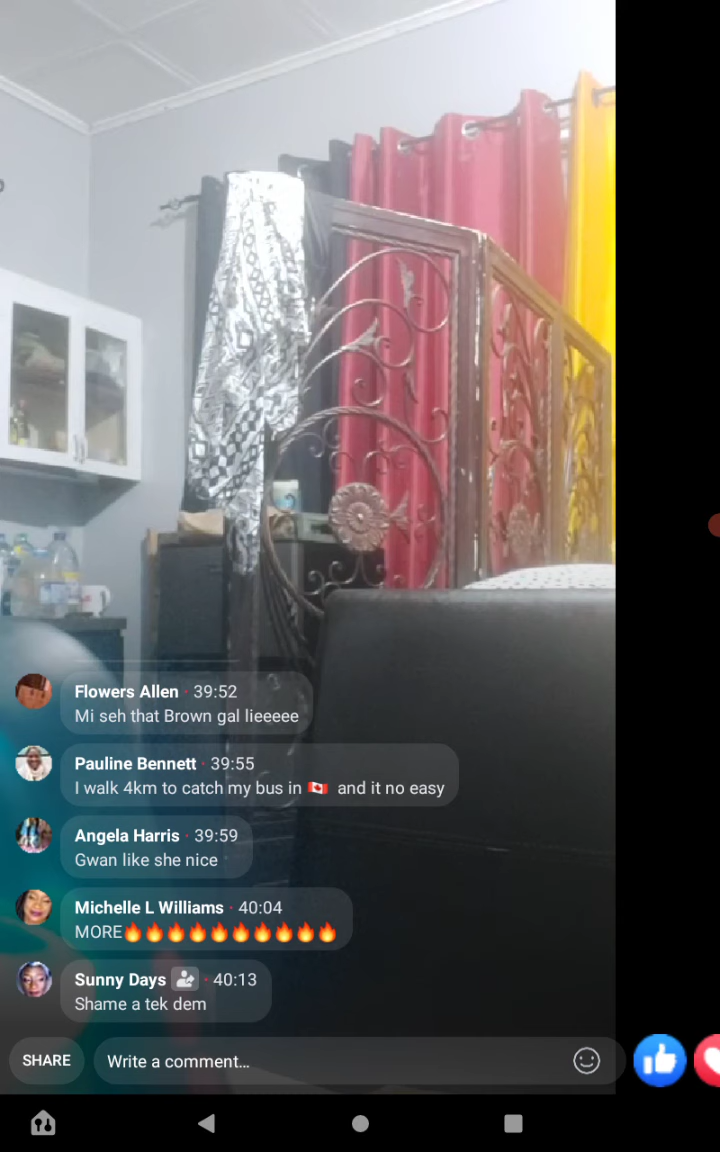 Flowers Allen · 39:52
Mi seh that Brown gal lieeeee
Pauline Bennett · 39:55
I walk 4km to catch my bus in 🇨🇦 and it no easy
Angela Harris · 39:59
Gwan like she nice
Michelle L Williams · 40:04
MORE🔥🔥🔥🔥🔥🔥🔥🔥🔥🔥
Sunny Days · 40:13
Shame a tek dem
SHARE
Write a comment...